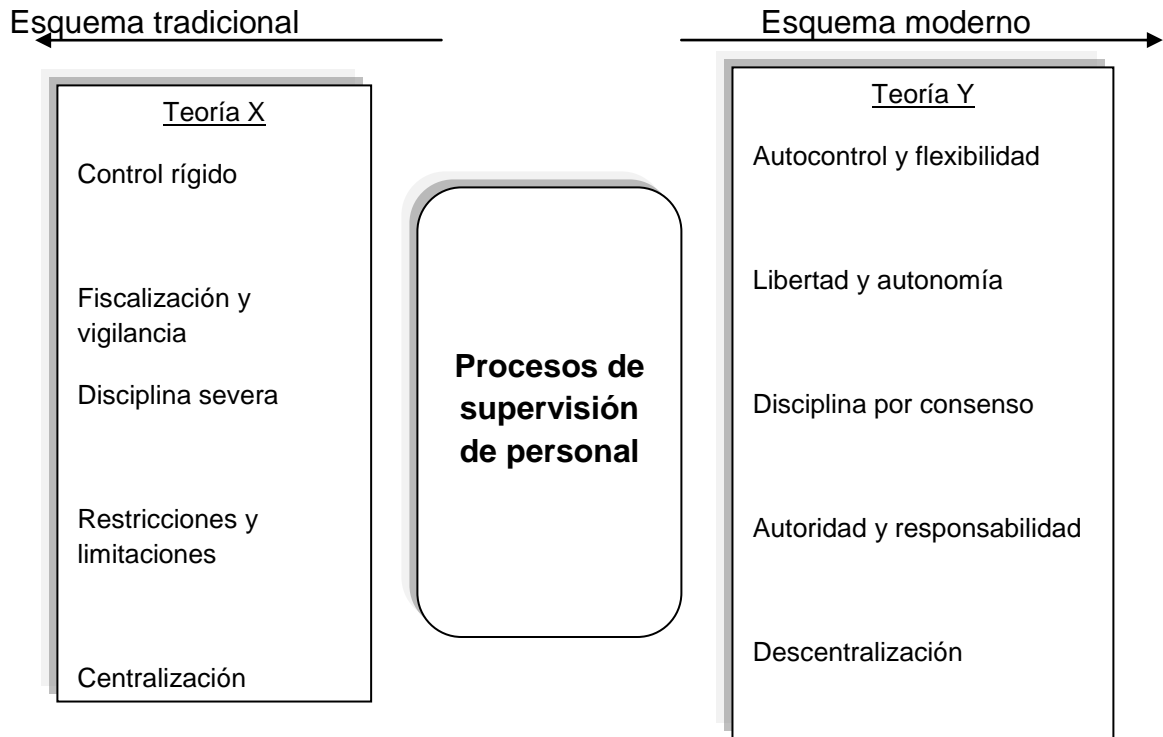 Esquema tradicional
Esquema moderno
Teoría X
Control rígido
Fiscalización y
vigilancia
Disciplina severa
Restricciones y
limitaciones
Centralización
Procesos de
supervisión
de personal
Teoría Y
Autocontrol y flexibilidad
Libertad y autonomía
Disciplina por consenso
Autoridad y responsabilidad
Descentralización